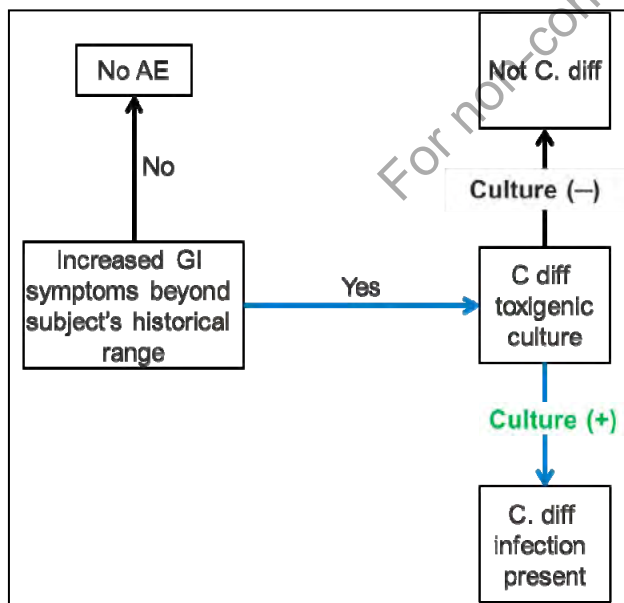 For non-com
No AE
Not C. diff
No
Culture (—)
Increased GI
symptoms beyond
subject's historical
range
Yes
C diff
toxigenic
culture
Culture (+)
C. diff
infection
present